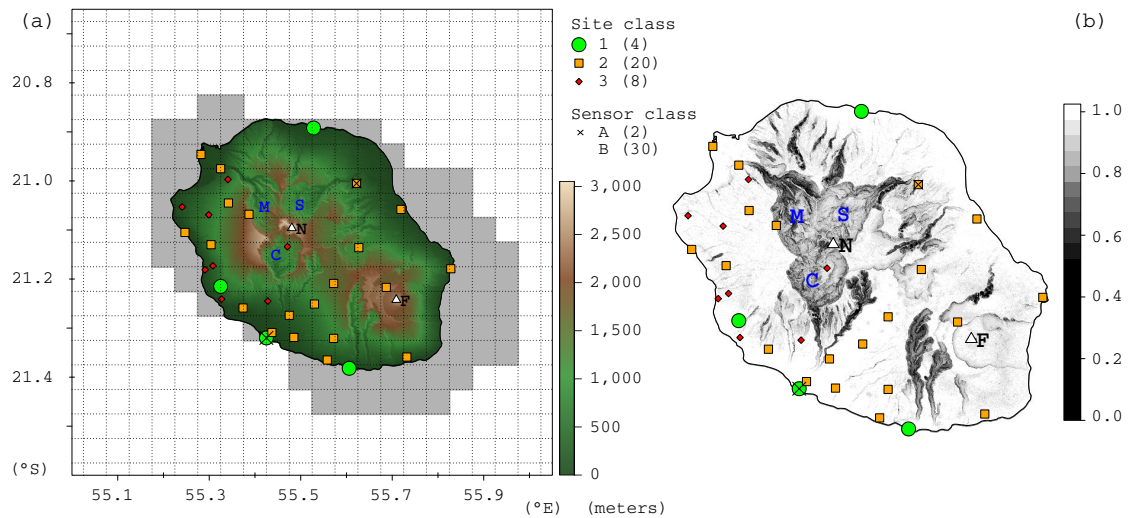 (a)
20.8
21.0
21.2
21.4
(°S)
55.1 55.3 55.5 55.7 55.9
(°E)
M S
N
C
F
Site class
1 (4)
2 (20)
3 (8)
Sensor class
A (2)
B (30)
3,000
2,500
2,000
1,500
1,000
500
0
(meters)
(b)
M S
N
C
F
1.0
0.8
0.6
0.4
0.2
0.0